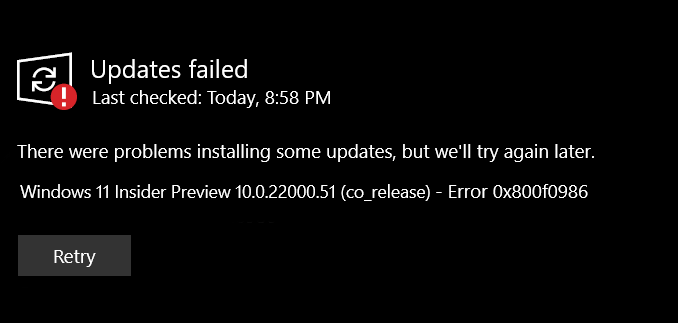 Updates failed
Last checked: Today, 8:58 PM
There were problems installing some updates, but we'll try again later.
Windows 11 Insider Preview 10.0.22000.51 (co_release) - Error 0x800f0986
Retry